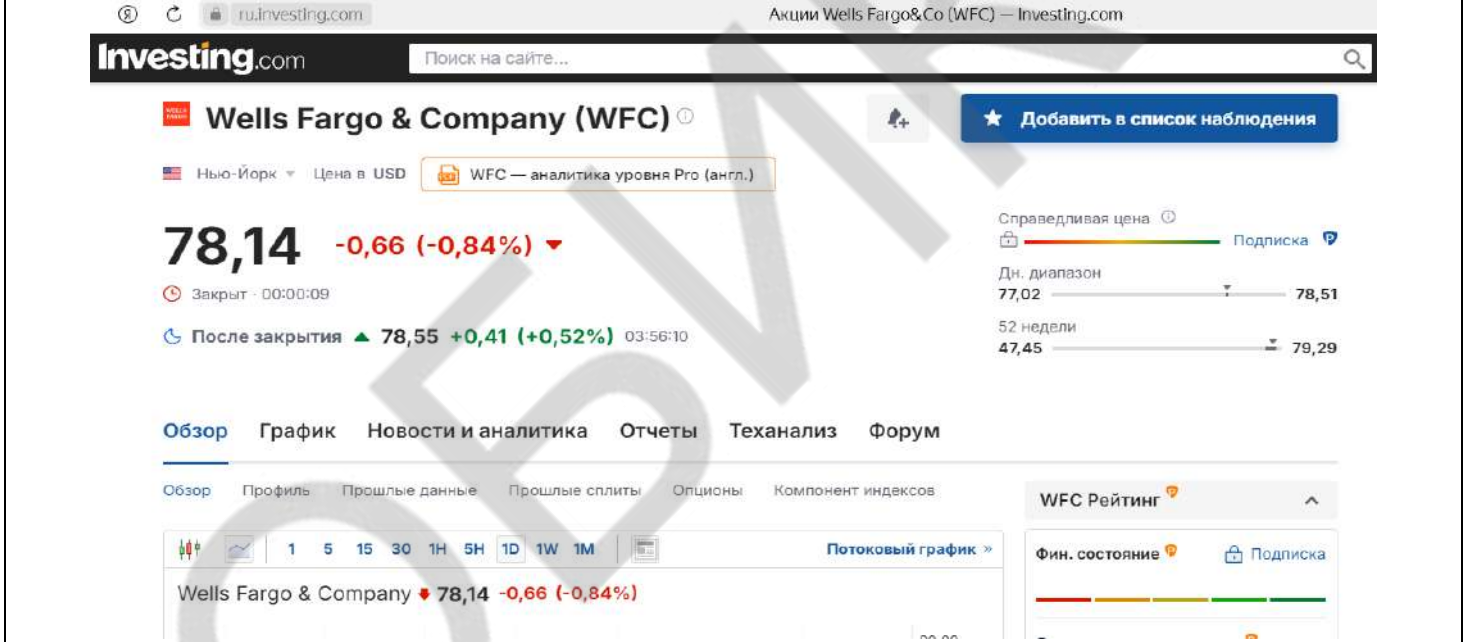 ru.investing.com Акции Wells Fargo&Co (WFC) — Investing.com
Investing.com Поиск на сайте...
WELLS FARGO Wells Fargo & Company (WFC) Добавить в список наблюдения
Нью-Йорк Цена в USD WFC — аналитика уровня Pro (англ.)
Справедливая цена
78,14 -0,66 (-0,84%) Подписка
Дн. диапазон
Закрыт · 00:00:09 77,02 78,51
52 недели
После закрытия ▲ 78,55 +0,41 (+0,52%) 03:56:10
47,45 79,29
Обзор График Новости и аналитика Отчеты Теханализ Форум
Обзор Профиль Прошлые данные Прошлые сплиты Опционы Компонент индексов
WFC Рейтинг
1 5 15 30 1H 5H 1D 1W 1M Потоковый график »
Фин. состояние Подписка
Wells Fargo & Company 78,14 -0,66 (-0,84%)
ОБИК